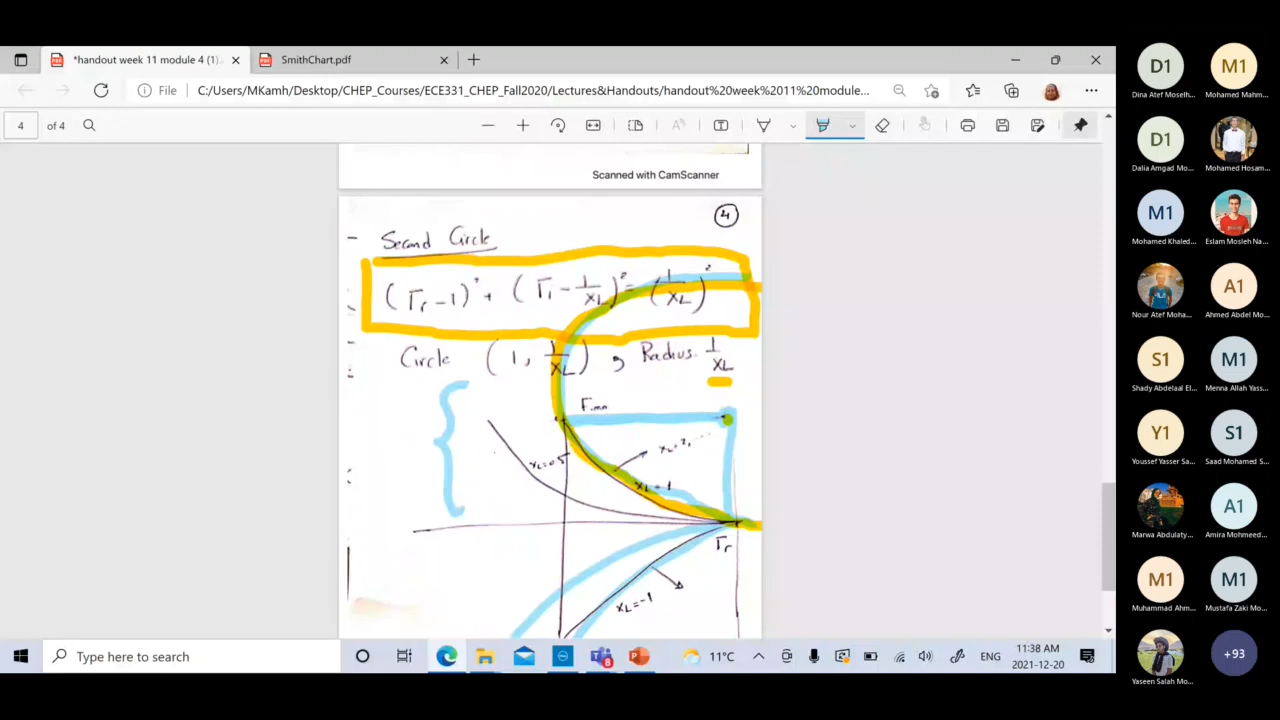 *handout week 11 module 4 (1).
SmithChart.pdf
File
C:/Users/MKamh/Desktop/CHEP_Courses/ECE331_CHEP_Fall2020/Lectures&Handouts/handout%20week%2011%20module...
4
of 4
Scanned with CamScanner
4
Second Circle
(Γr - 1)² + (Γi - 1/XL)² = (1/XL)²
Circle (1, 1/XL) , Radius 1/XL
XL=0.5
XL=1
Γr
XL=-1
Type here to search
8
11°C
ENG
11:38 AM
2021-12-20
D1
Dina Atef Moselh...
M1
Mohamed Mahm...
D1
Dalia Amgad Mo...
Mohamed Hosam...
M1
Mohamed Khaled...
Eslam Mosleh Na...
Nour Atef Moha...
A1
Ahmed Abdel Mo...
S1
Shady Abdelaal El...
M1
Menna Allah Yass...
Y1
Youssef Yasser Sa...
S1
Saad Mohamed S...
Marwa Abdulaty...
A1
Amira Mohmeed...
M1
Muhammad Ahm...
M1
Mustafa Zaki Mo...
Yaseen Salah Mo...
+93